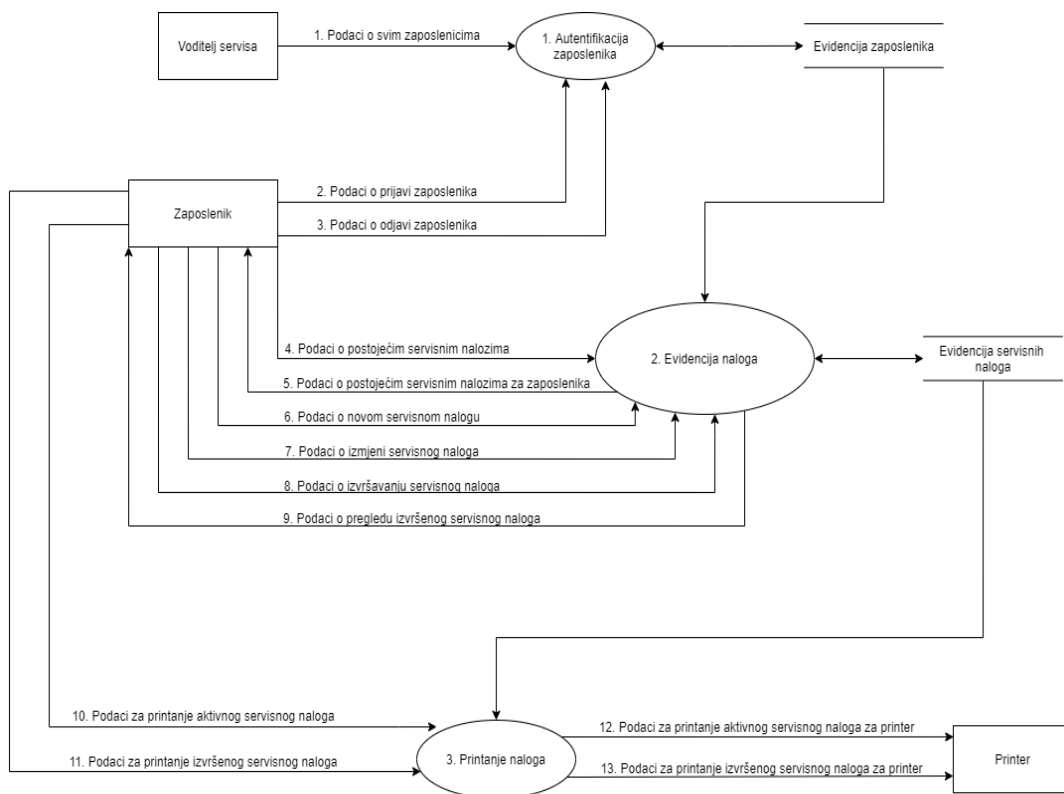 Voditelj servisa
1. Podaci o svim zaposlenicima
1. Autentifikacija
zaposlenika
Evidencija zaposlenika
2. Podaci o prijavi zaposlenika
Zaposlenik
3. Podaci o odjavi zaposlenika
4. Podaci o postojećim servisnim nalozima
2. Evidencija naloga
Evidencija servisnih
naloga
5. Podaci o postojećim servisnim nalozima za zaposlenika
6. Podaci o novom servisnom nalogu
7. Podaci o izmjeni servisnog naloga
8. Podaci o izvršavanju servisnog naloga
9. Podaci o pregledu izvršenog servisnog naloga
10. Podaci za printanje aktivnog servisnog naloga
12. Podaci za printanje aktivnog servisnog naloga za printer
11. Podaci za printanje izvršenog servisnog naloga
3. Printanje naloga
13. Podaci za printanje izvršenog servisnog naloga za printer
Printer